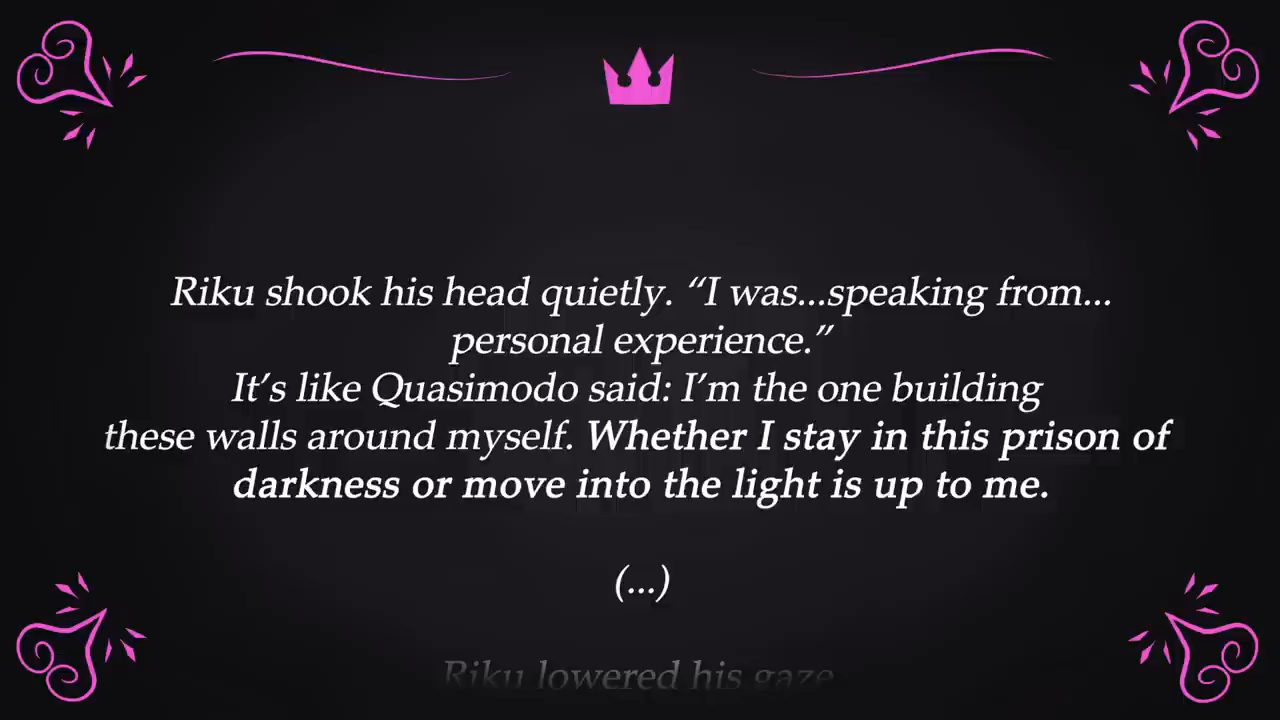 Riku shook his head quietly. “I was...speaking from...
personal experience.”
It’s like Quasimodo said: I’m the one building
these walls around myself. Whether I stay in this prison of
darkness or move into the light is up to me.
(...)
Riku lowered his gaze